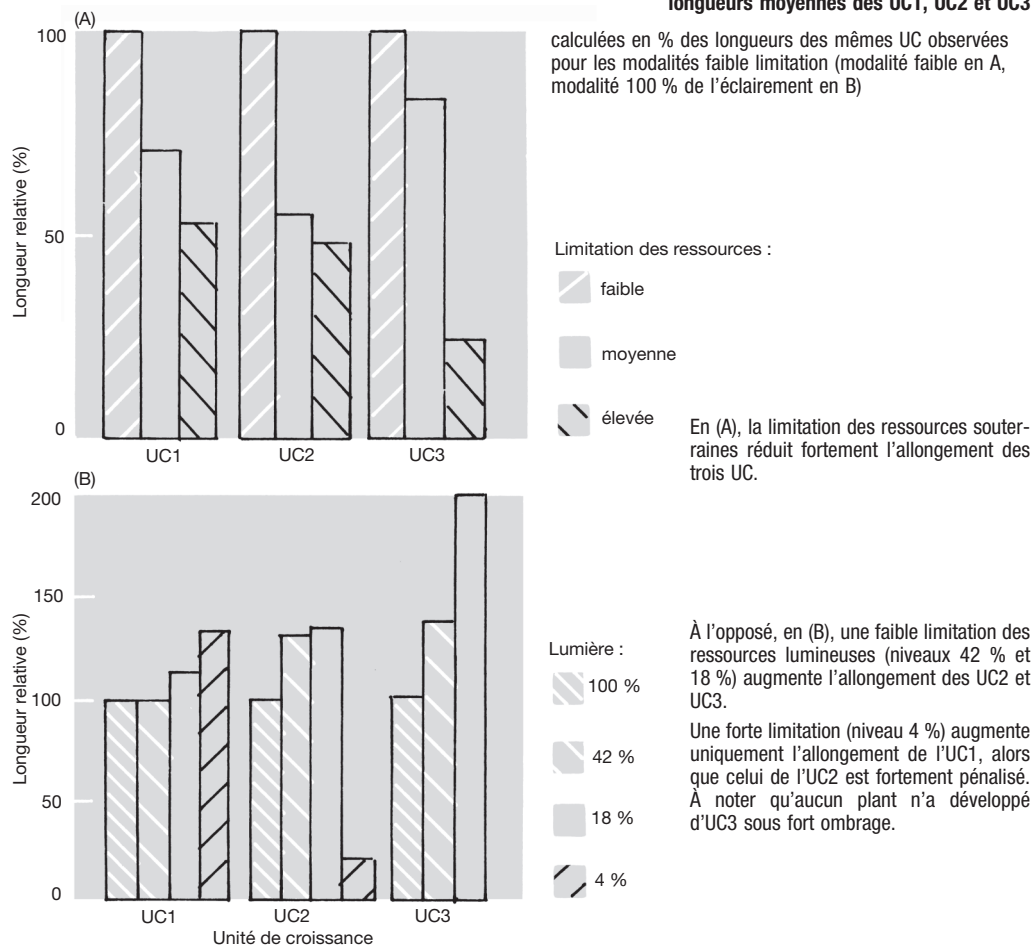 longueurs moyennes des UC1, UC2 et UC3
calculées en % des longueurs des mêmes UC observées
pour les modalités faible limitation (modalité faible en A,
modalité 100 % de l'éclairement en B)
(A)
100
50
0
Longueur relative (%)
UC1 UC2 UC3
Limitation des ressources :
faible
moyenne
élevée
En (A), la limitation des ressources souter-
raines réduit fortement l'allongement des
trois UC.
(B)
200
150
100
50
0
Longueur relative (%)
UC1 UC2 UC3
Unité de croissance
Lumière :
100 %
42 %
18 %
4 %
À l'opposé, en (B), une faible limitation des
ressources lumineuses (niveaux 42 % et
18 %) augmente l'allongement des UC2 et
UC3.
Une forte limitation (niveau 4 %) augmente
uniquement l'allongement de l'UC1, alors
que celui de l'UC2 est fortement pénalisé.
À noter qu'aucun plant n'a développé
d'UC3 sous fort ombrage.